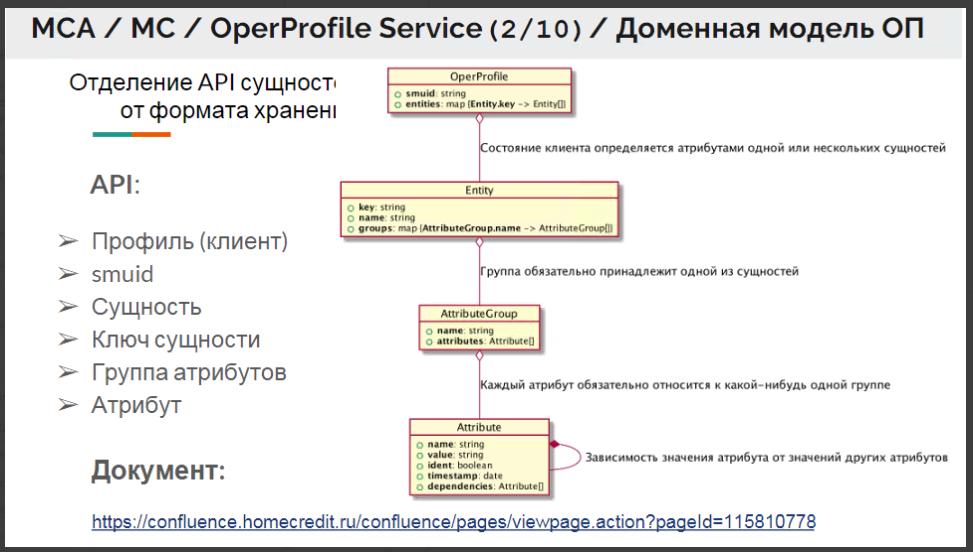 MCA / MC / OperProfile Service (2/10) / Доменная модель ОП
Отделение API сущност
от формата хранен
API:
➢ Профиль (клиент)
➢ smuid
➢ Сущность
➢ Ключ сущности
➢ Группа атрибутов
➢ Атрибут
Документ:
https://confluence.homecredit.ru/confluence/pages/viewpage.action?pageId=115810778
OperProfile
smuid: string
entities: map [Entity.key -> Entity[]]
Состояние клиента определяется атрибутами одной или нескольких сущностей
Entity
key: string
name: string
groups: map [AttributeGroup.name -> AttributeGroup[]]
Группа обязательно принадлежит одной из сущностей
AttributeGroup
name: string
attributes: Attribute[]
Каждый атрибут обязательно относится к какой-нибудь одной группе
Attribute
name: string
value: string
ident: boolean
timestamp: date
dependencies: Attribute[]
Зависимость значения атрибута от значений других атрибутов